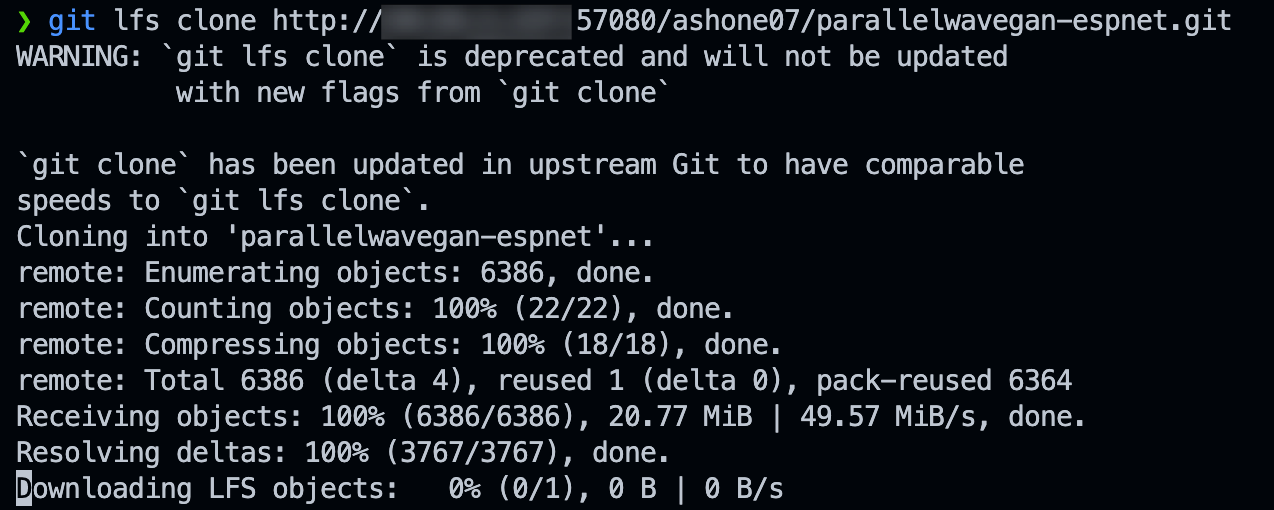 ❯ git lfs clone http:// 57080/ashone07/parallelwavegan-espnet.git
WARNING: `git lfs clone` is deprecated and will not be updated
          with new flags from `git clone`

`git clone` has been updated in upstream Git to have comparable
speeds to `git lfs clone`.
Cloning into 'parallelwavegan-espnet'...
remote: Enumerating objects: 6386, done.
remote: Counting objects: 100% (22/22), done.
remote: Compressing objects: 100% (18/18), done.
remote: Total 6386 (delta 4), reused 1 (delta 0), pack-reused 6364
Receiving objects: 100% (6386/6386), 20.77 MiB | 49.57 MiB/s, done.
Resolving deltas: 100% (3767/3767), done.
Downloading LFS objects:   0% (0/1), 0 B | 0 B/s